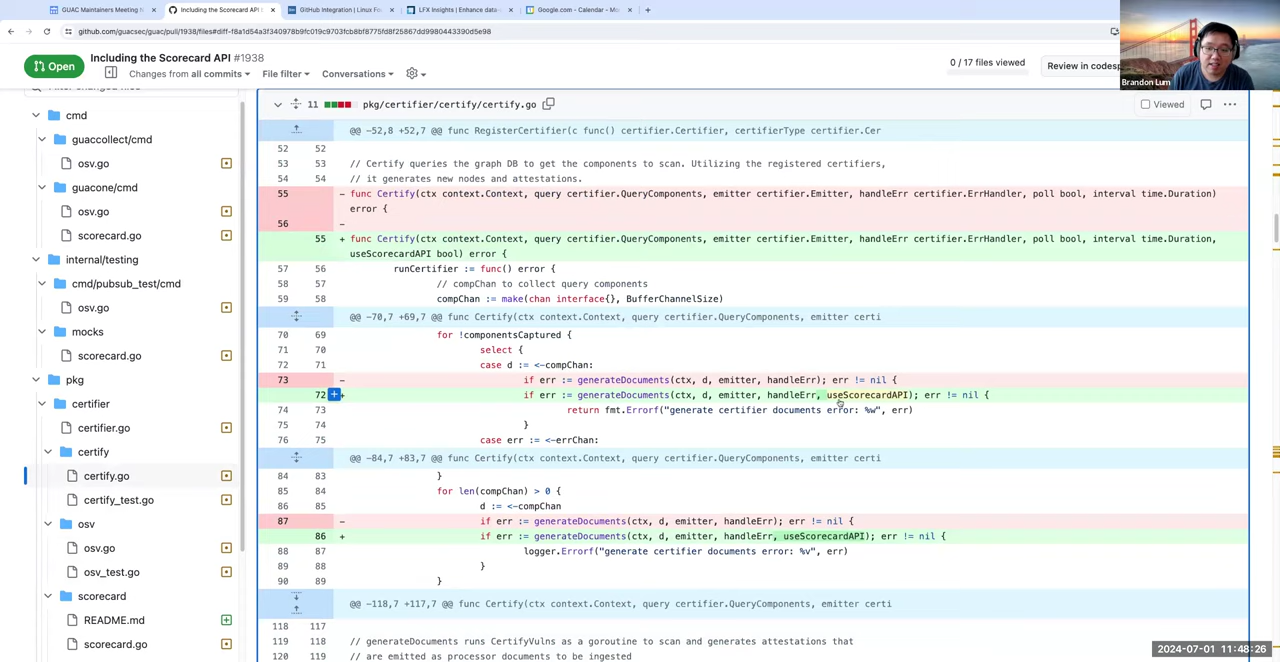 GUAC Maintainers Meeting N
Including the Scorecard API b
GitHub Integration | Linux Fo
LFX Insights | Enhance data-
Google.com - Calendar - Mo
github.com/guacsec/guac/pull/1938/files#diff-f8a1d54a3f340978b9fc019c9703fcb8bf8775fd8f25867dd9980443390d5e98
Open
Including the Scorecard API #1938
Changes from all commits
File filter
Conversations
0 / 17 files viewed
Review in codesp
Brandon Lum
cmd
guaccollect/cmd
osv.go
guacone/cmd
osv.go
scorecard.go
internal/testing
cmd/pubsub_test/cmd
osv.go
mocks
scorecard.go
pkg
certifier
certifier.go
certify
certify.go
certify_test.go
osv
osv.go
osv_test.go
scorecard
README.md
scorecard.go
11 pkg/certifier/certify/certify.go
Viewed
@@ -52,8 +52,7 @@ func RegisterCertifier(c func() certifier.Certifier, certifierType certifier.Cer
52 52
53 53 // Certify queries the graph DB to get the components to scan. Utilizing the registered certifiers,
54 54 // it generates new nodes and attestations.
55 - func Certify(ctx context.Context, query certifier.QueryComponents, emitter certifier.Emitter, handleErr certifier.ErrHandler, poll bool, interval time.Duration)
error {
56 -
55 + func Certify(ctx context.Context, query certifier.QueryComponents, emitter certifier.Emitter, handleErr certifier.ErrHandler, poll bool, interval time.Duration,
useScorecardAPI bool) error {
57 56 runCertifier := func() error {
58 57 // compChan to collect query components
59 58 compChan := make(chan interface{}, BufferChannelSize)
@@ -70,7 +69,7 @@ func Certify(ctx context.Context, query certifier.QueryComponents, emitter certi
70 69 for !componentsCaptured {
71 70 select {
72 71 case d := <-compChan:
73 - if err := generateDocuments(ctx, d, emitter, handleErr); err != nil {
72 + if err := generateDocuments(ctx, d, emitter, handleErr, useScorecardAPI); err != nil {
74 73 return fmt.Errorf("generate certifier documents error: %w", err)
75 74 }
76 75 case err := <-errChan:
@@ -84,7 +83,7 @@ func Certify(ctx context.Context, query certifier.QueryComponents, emitter certi
84 83 }
85 84 for len(compChan) > 0 {
86 85 d := <-compChan
87 - if err := generateDocuments(ctx, d, emitter, handleErr); err != nil {
86 + if err := generateDocuments(ctx, d, emitter, handleErr, useScorecardAPI); err != nil {
88 87 logger.Errorf("generate certifier documents error: %v", err)
89 88 }
90 89 }
@@ -118,7 +117,7 @@ func Certify(ctx context.Context, query certifier.QueryComponents, emitter certi
118 117
119 118 // generateDocuments runs CertifyVulns as a goroutine to scan and generates attestations that
120 119 // are emitted as processor documents to be ingested
2024-07-01 11:48:26